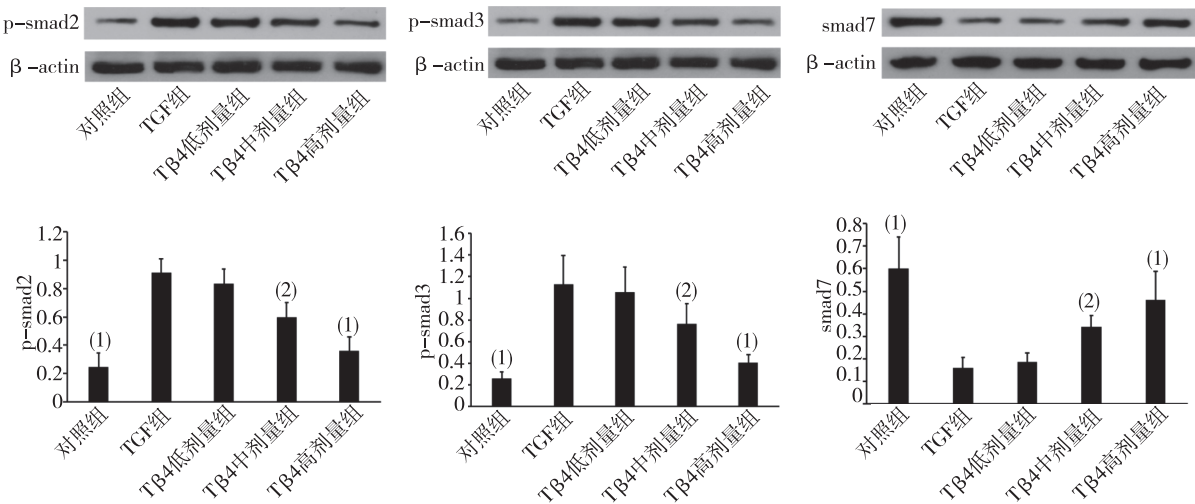 p-smad2
β-actin
对照组
TGF组
Tβ4低剂量组
Tβ4中剂量组
Tβ4高剂量组
p-smad3
β-actin
对照组
TGF组
Tβ4低剂量组
Tβ4中剂量组
Tβ4高剂量组
smad7
β-actin
对照组
TGF组
Tβ4低剂量组
Tβ4中剂量组
Tβ4高剂量组
p-smad2
1.2
1
0.8
0.6
0.4
0.2
0
(1)
(2)
(1)
对照组
TGF组
Tβ4低剂量组
Tβ4中剂量组
Tβ4高剂量组
p-smad3
1.6
1.4
1.2
1
0.8
0.6
0.4
0.2
0
(1)
(2)
(1)
对照组
TGF组
Tβ4低剂量组
Tβ4中剂量组
Tβ4高剂量组
smad7
0.8
0.7
0.6
0.5
0.4
0.3
0.2
0.1
0
(1)
(2)
(1)
对照组
TGF组
Tβ4低剂量组
Tβ4中剂量组
Tβ4高剂量组